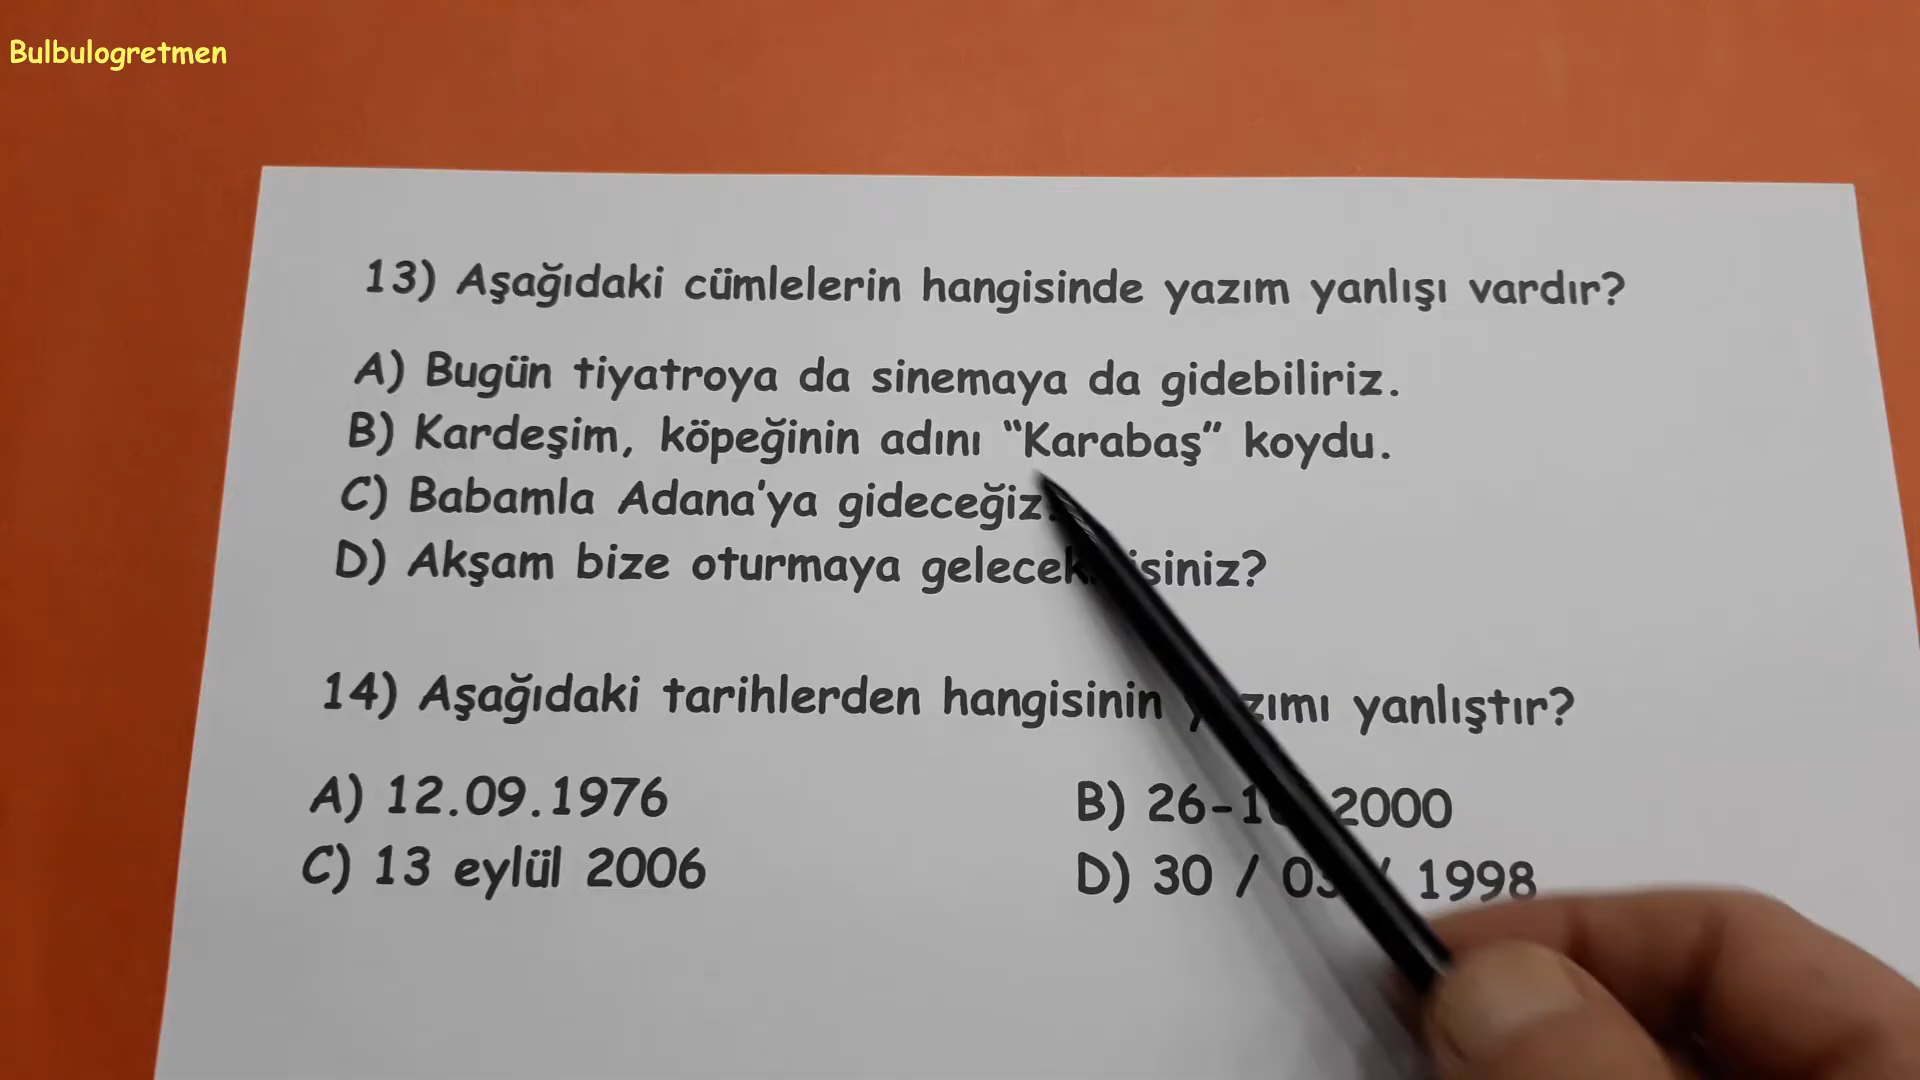 Bulbulogretmen
13) Aşağıdaki cümlelerin hangisinde yazım yanlışı vardır?
A) Bugün tiyatroya da sinemaya da gidebiliriz.
B) Kardeşim, köpeğinin adını “Karabaş” koydu.
C) Babamla Adana'ya gideceğiz
D) Akşam bize oturmaya
14) Aşağıdaki tarihlerden hangisinin yanlıştır?
A) 12.09.1976
B) 26-1 2000
C) 13 eylül 2006
D) 30 / / 1998